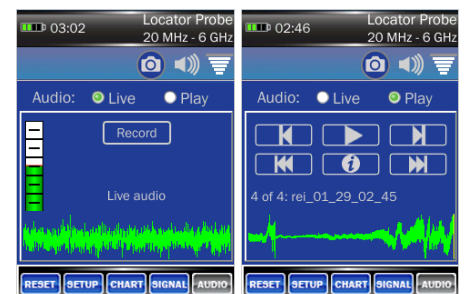 03:02 Locator Probe
20 MHz - 6 GHz
Audio: Live Play
Record
Live audio
RESET SETUP CHART SIGNAL AUDIO
02:46 Locator Probe
20 MHz - 6 GHz
Audio: Live Play
4 of 4: rei_01_29_02_45
RESET SETUP CHART SIGNAL AUDIO